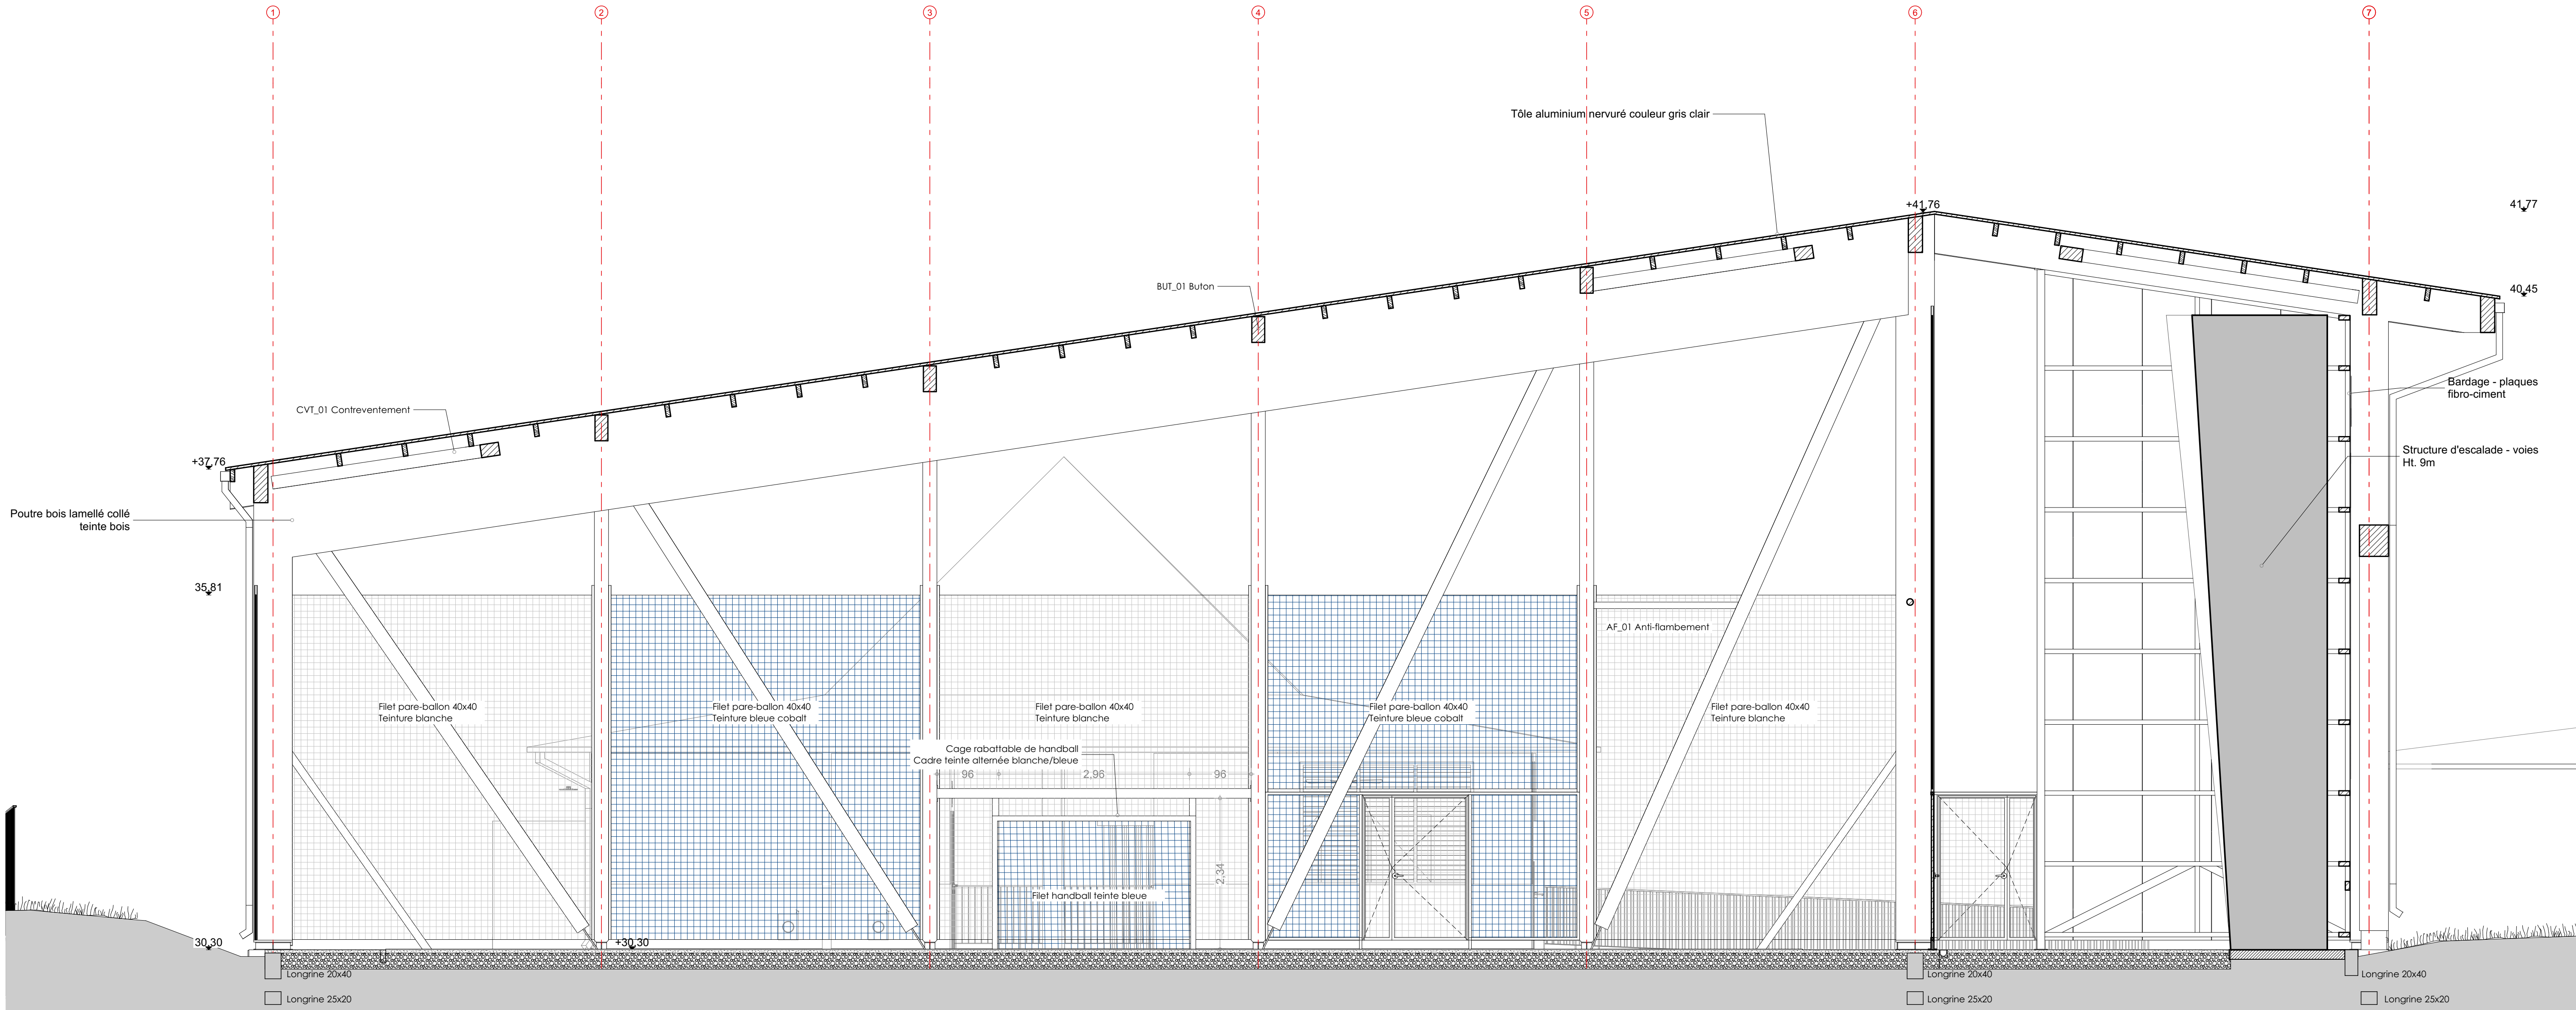 1
2
3
4
5
6
7
Tôle aluminium nervuré couleur gris clair
+41,76
41,77
BUT_01 Buton
40,45
CVT_01 Contreventement
Bardage - plaques
fibro-ciment
+37,76
Structure d'escalade - voies
Ht. 9m
Poutre bois lamellé collé
teinte bois
35,81
AF_01 Anti-flambement
Filet pare-ballon 40x40
Teinture blanche
Filet pare-ballon 40x40
Teinture bleue cobalt
Filet pare-ballon 40x40
Teinture blanche
Filet pare-ballon 40x40
Teinture bleue cobalt
Filet pare-ballon 40x40
Teinture blanche
Cage rabattable de handball
Cadre teinte alternée blanche/bleue
96
2,96
96
2,34
Filet handball teinte bleue
30,30
+30,30
Longrine 20x40
Longrine 20x40
Longrine 20x40
Longrine 25x20
Longrine 25x20
Longrine 25x20